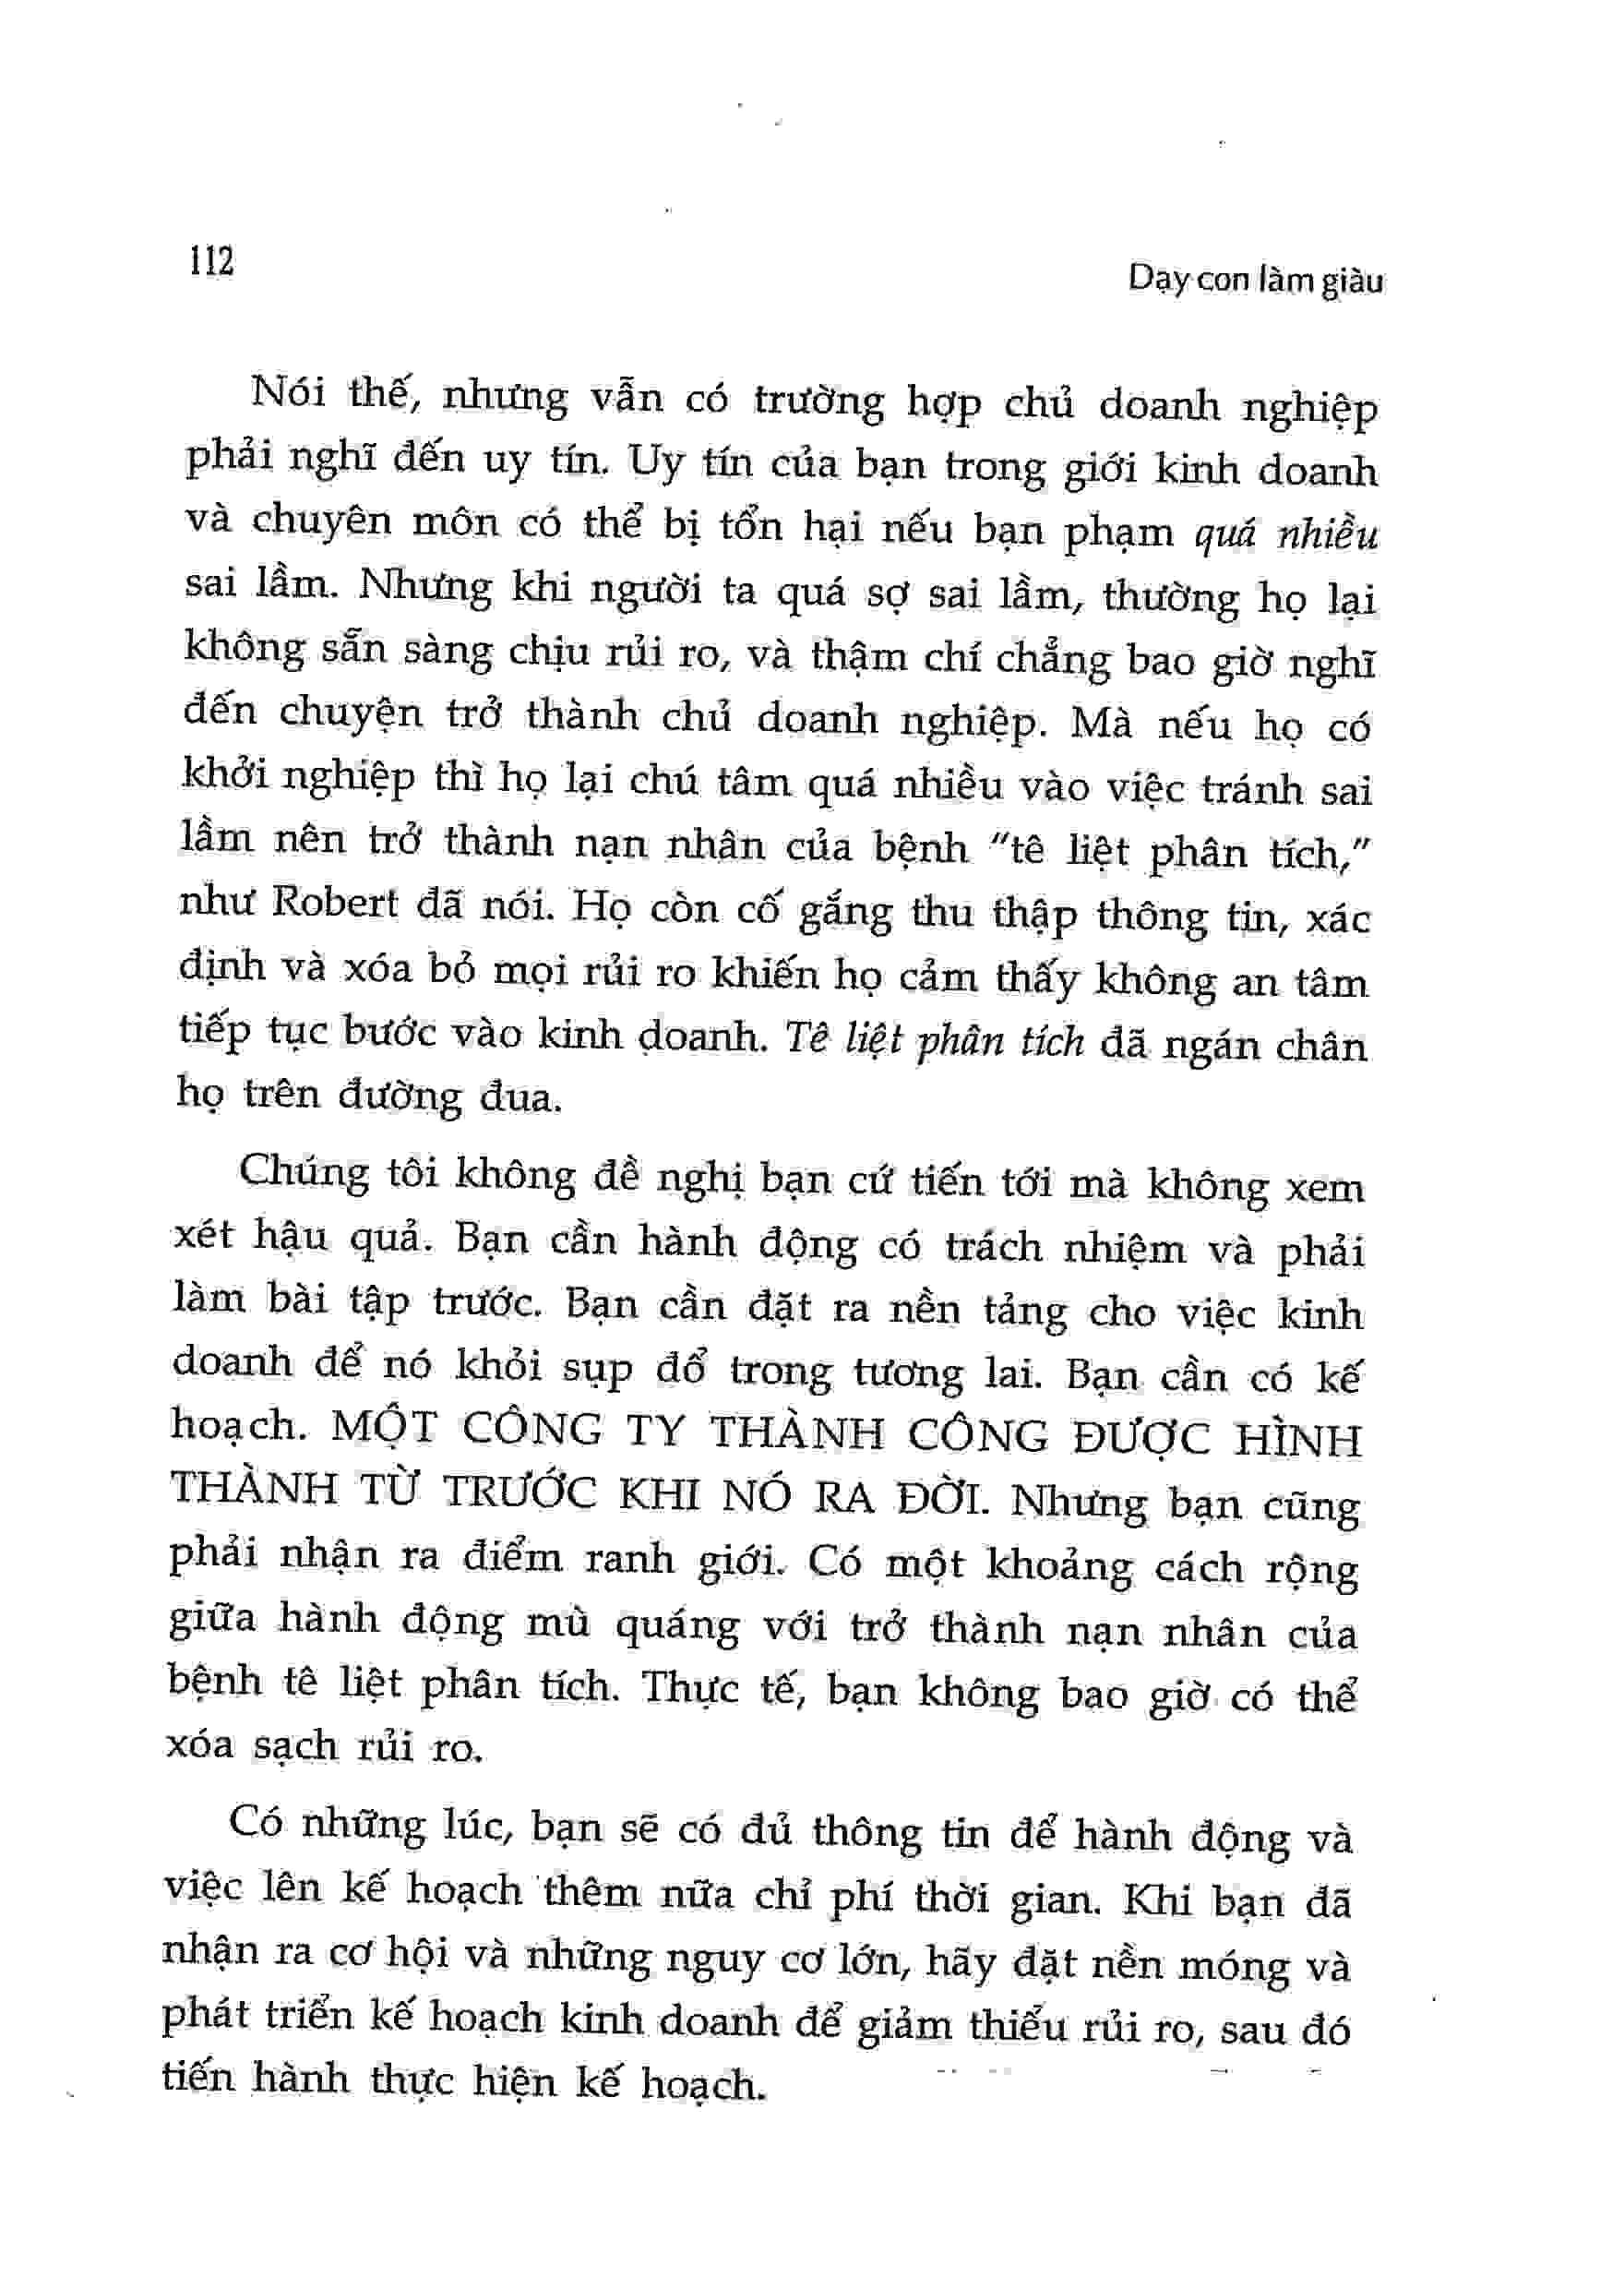 112
Dạy con làm giàu
Nói thế, nhưng vẫn có trường hợp chủ doanh nghiệp
phải nghĩ đến uy tín. Uy tín của bạn trong giới kinh doanh
và chuyên môn có thể bị tổn hại nếu bạn phạm quá nhiều
sai lầm. Nhưng khi người ta quá sợ sai lầm, thường họ lại
không sẵn sàng chịu rủi ro, và thậm chí chẳng bao giờ nghĩ
đến chuyện trở thành chủ doanh nghiệp. Mà nếu họ có
khởi nghiệp thì họ lại chú tâm quá nhiều vào việc tránh sai
lầm nên trở thành nạn nhân của bệnh "tê liệt phân tích,"
như Robert đã nói. Họ còn cố gắng thu thập thông tin, xác
định và xóa bỏ mọi rủi ro khiến họ cảm thấy không an tâm
tiếp tục bước vào kinh doanh. Tê liệt phân tích đã ngán chân
họ trên đường đua.
Chúng tôi không đề nghị bạn cứ tiến tới mà không xem
xét hậu quả. Bạn cần hành động có trách nhiệm và phải
làm bài tập trước. Bạn cần đặt ra nền tảng cho việc kinh
doanh để nó khỏi sụp đổ trong tương lai. Bạn cần có kế
hoạch. MỘT CÔNG TY THÀNH CÔNG ĐƯỢC HÌNH
THÀNH TỪ TRƯỚC KHI NÓ RA ĐỜI. Nhưng bạn cũng
phải nhận ra điểm ranh giới. Có một khoảng cách rộng
giữa hành động mù quáng với trở thành nạn nhân của
bệnh tê liệt phân tích. Thực tế, bạn không bao giờ có thể
xóa sạch rủi ro.
Có những lúc, bạn sẽ có đủ thông tin để hành động và
việc lên kế hoạch thêm nữa chỉ phí thời gian. Khi bạn đã
nhận ra cơ hội và những nguy cơ lớn, hãy đặt nền móng và
phát triển kế hoạch kinh doanh để giảm thiểu rủi ro, sau đó
tiến hành thực hiện kế hoạch.